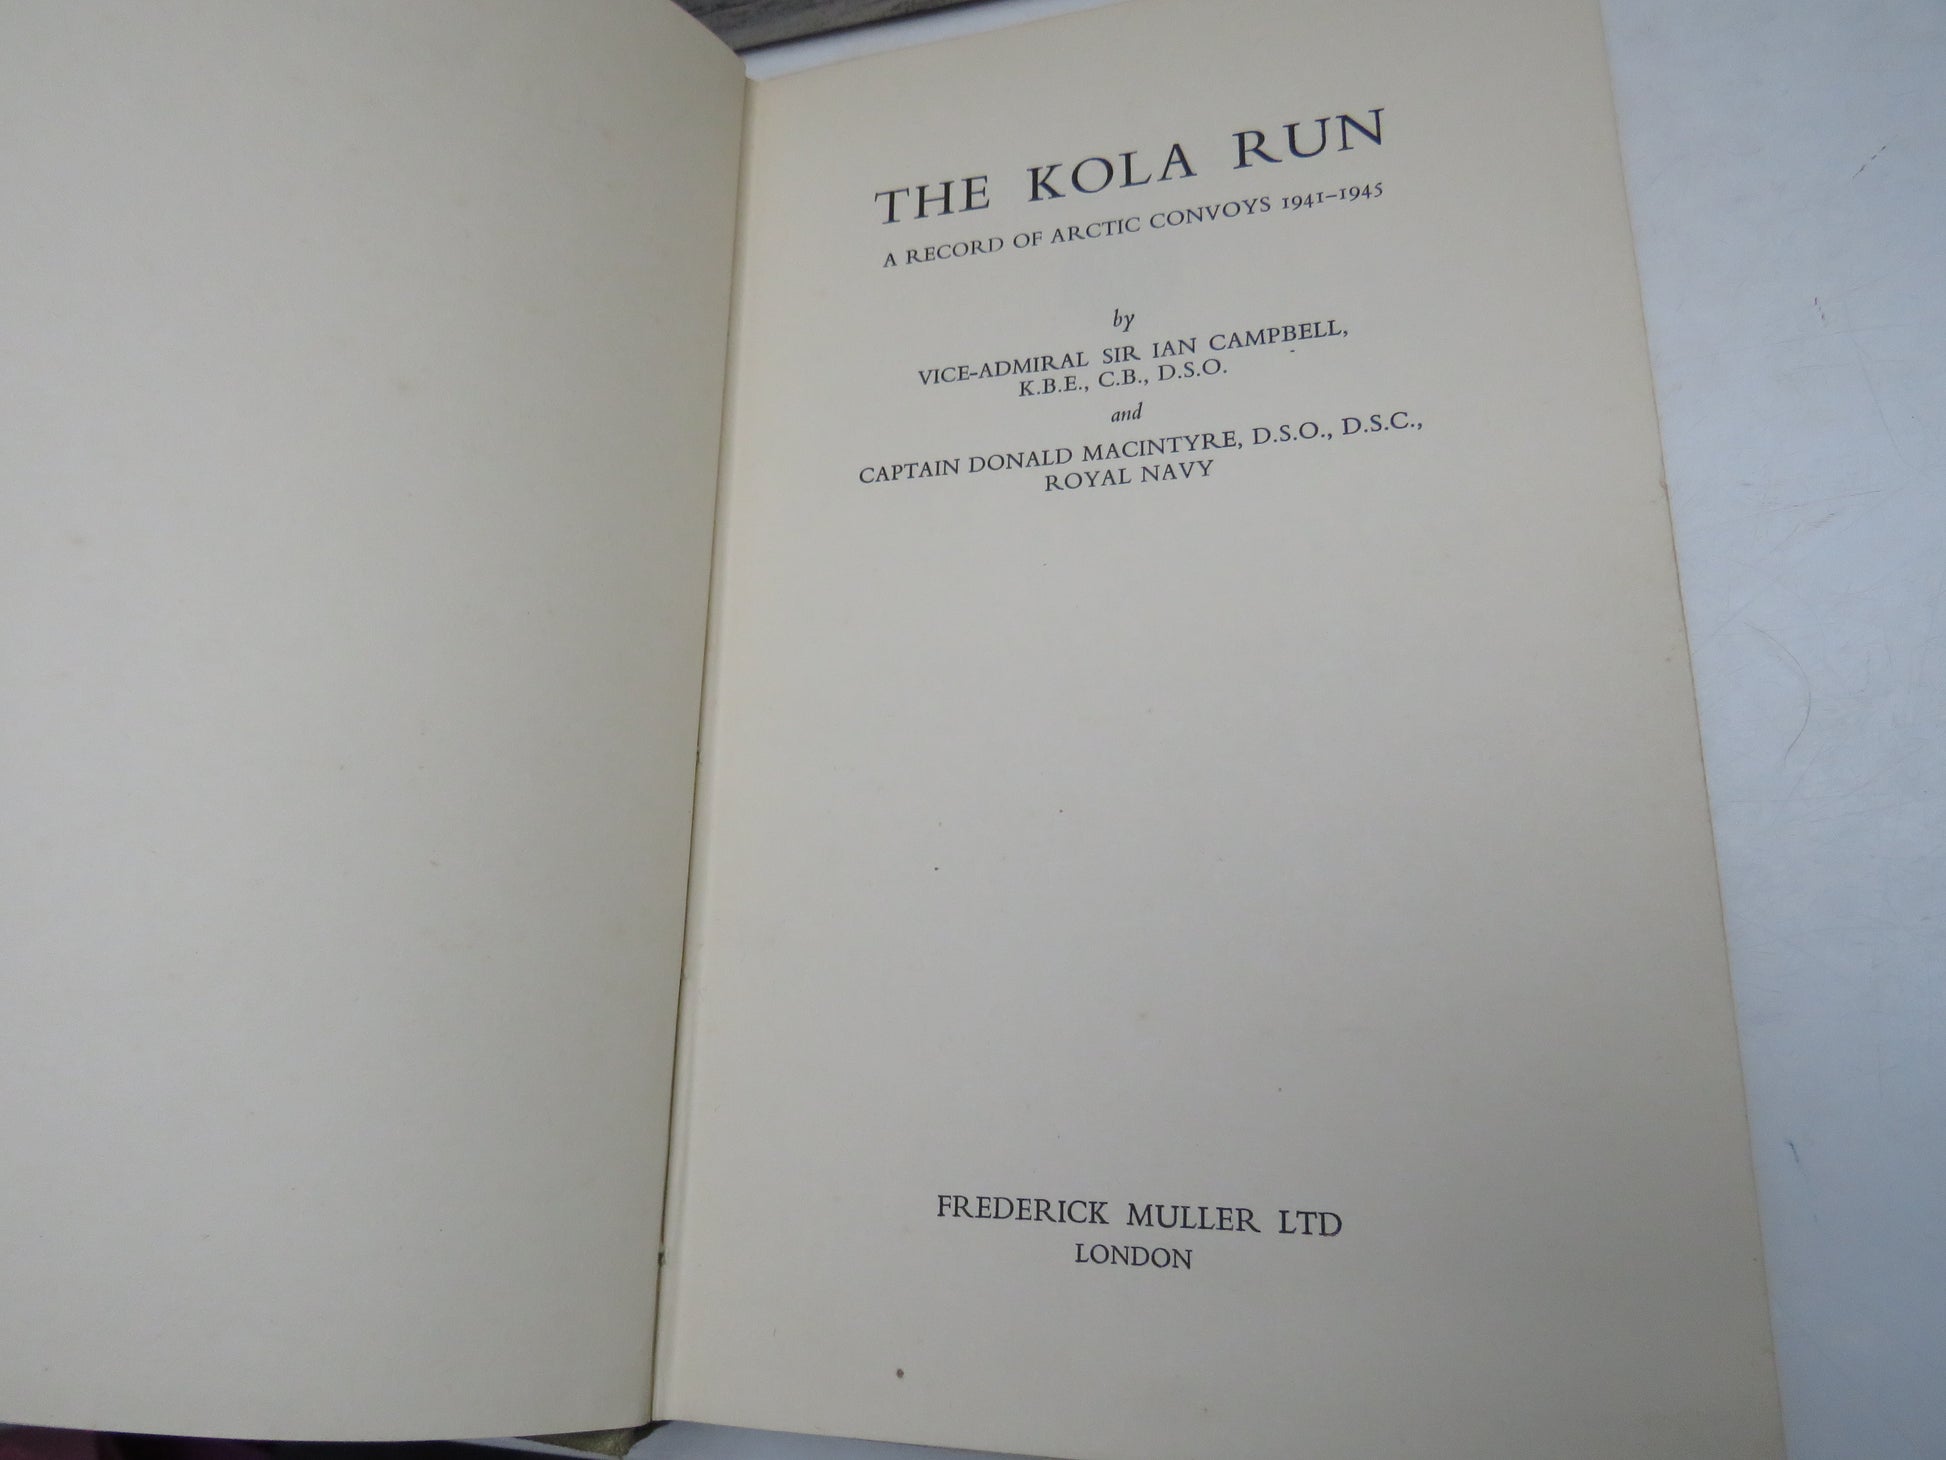 THE KOLA RUN
A RECORD OF ARCTIC CONVOYS 1941–1945
by
VICE-ADMIRAL SIR IAN CAMPBELL,
K.B.E., C.B., D.S.O.
and
CAPTAIN DONALD MACINTYRE, D.S.O., D.S.C.,
ROYAL NAVY
FREDERICK MULLER LTD
LONDON